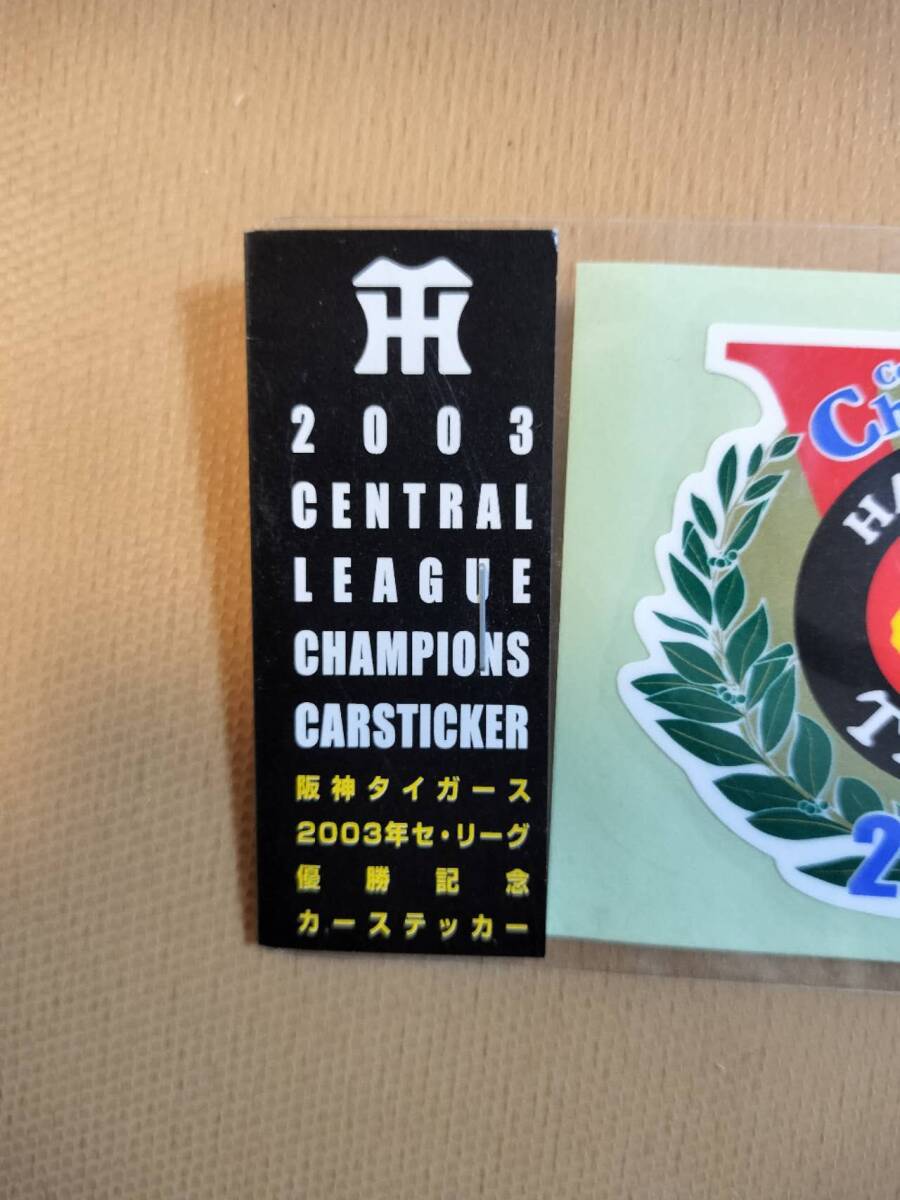 HT
2003
CENTRAL
LEAGUE
CHAMPIONS
CARSTICKER
阪神タイガース
2003年セ・リーグ
優勝記念
カーステッカー